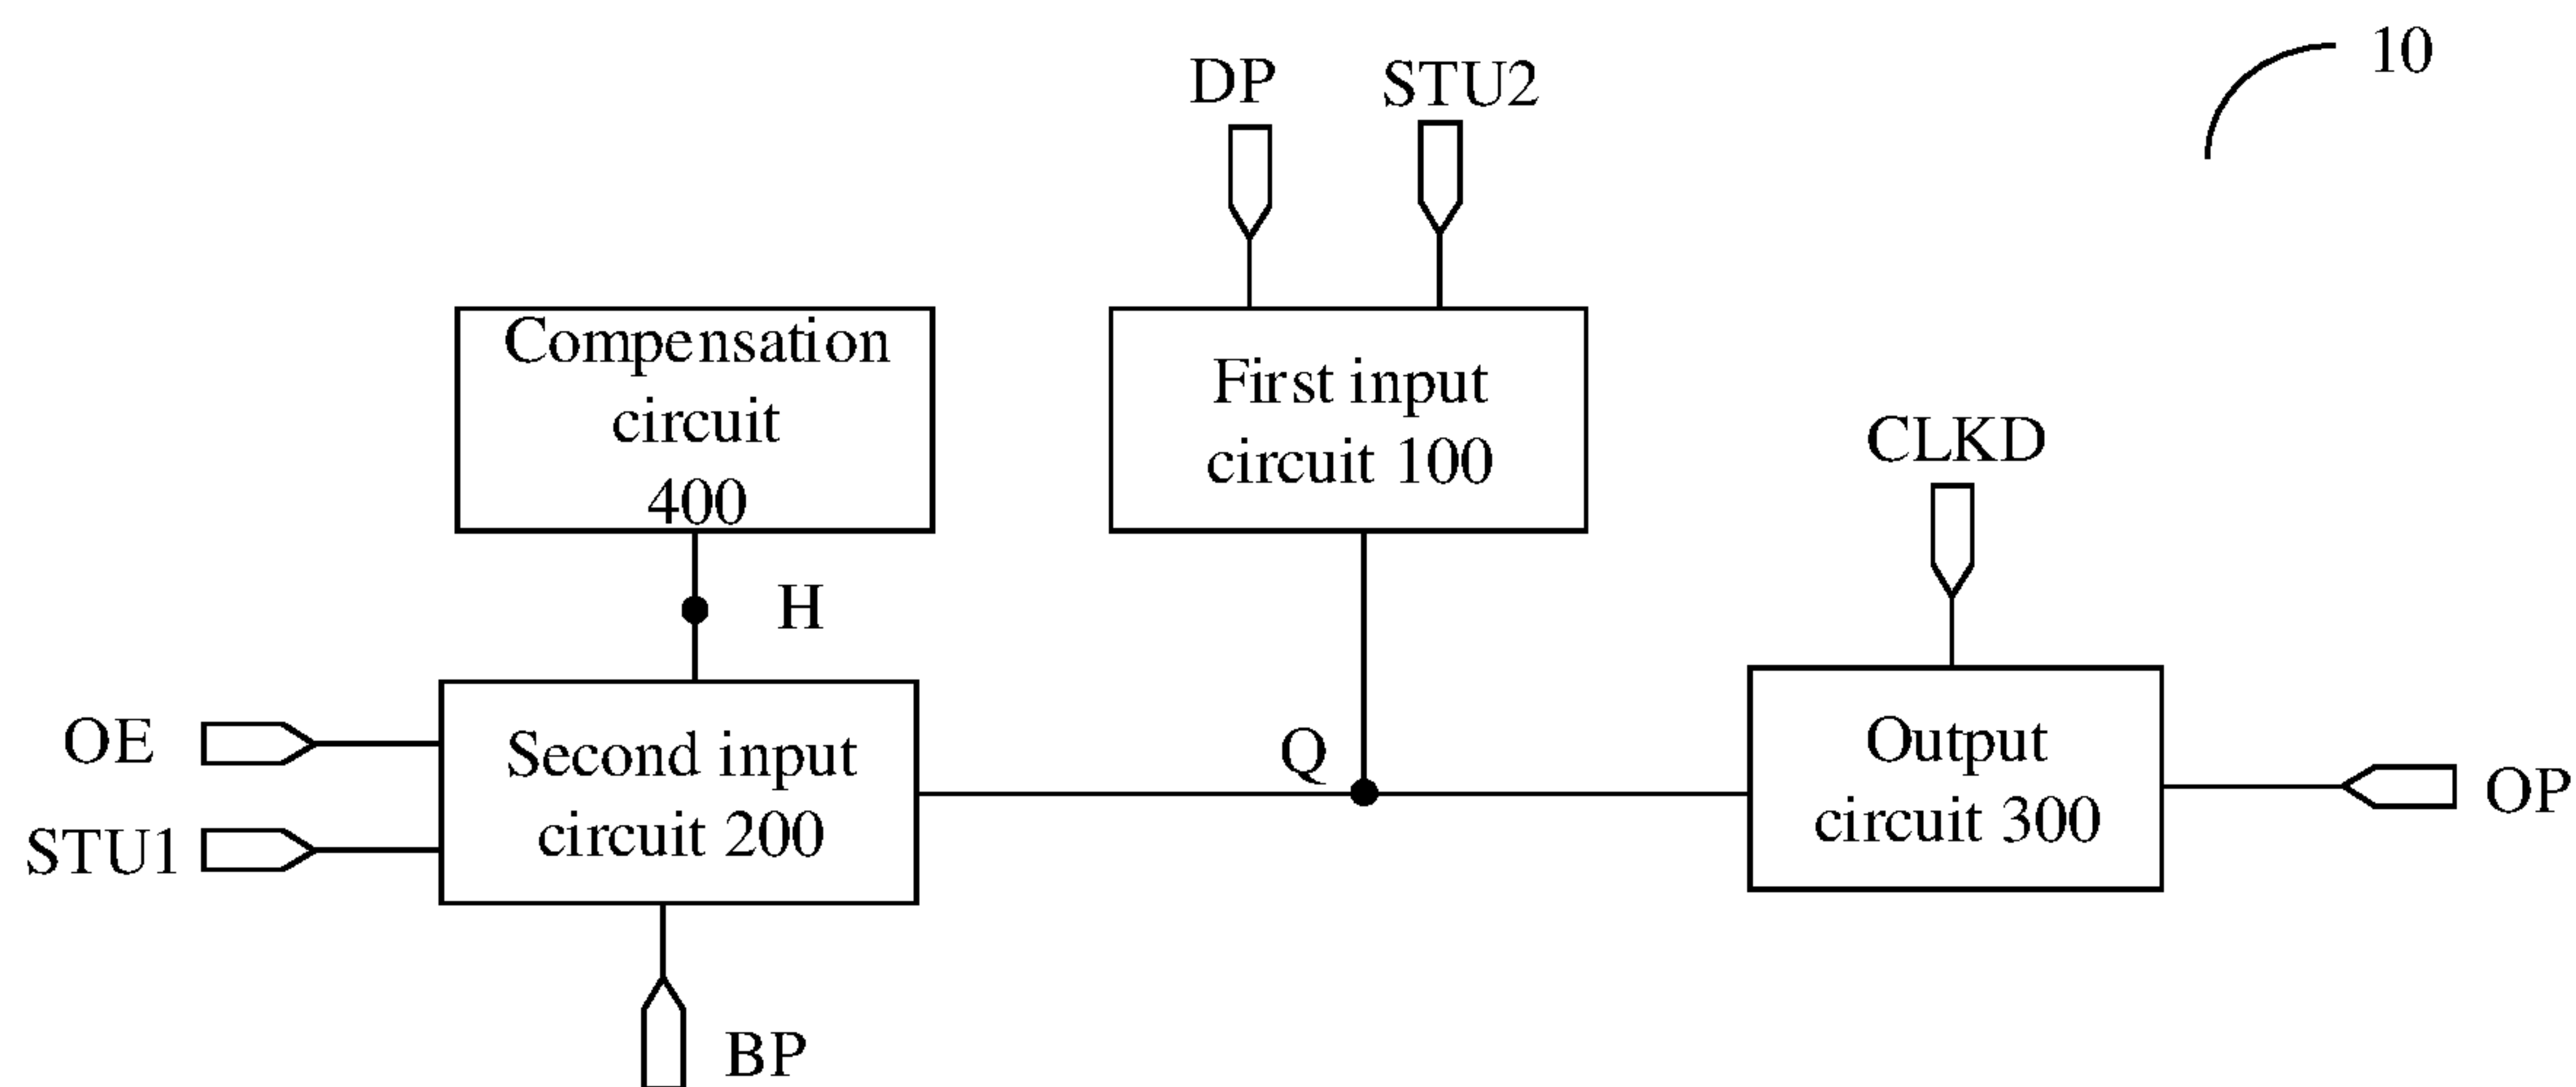 10
DP
STU2
Compensation
circuit
400
First input
circuit 100
CLKD
H
OE
STU1
Second input
circuit 200
Q
Output
circuit 300
OP
BP